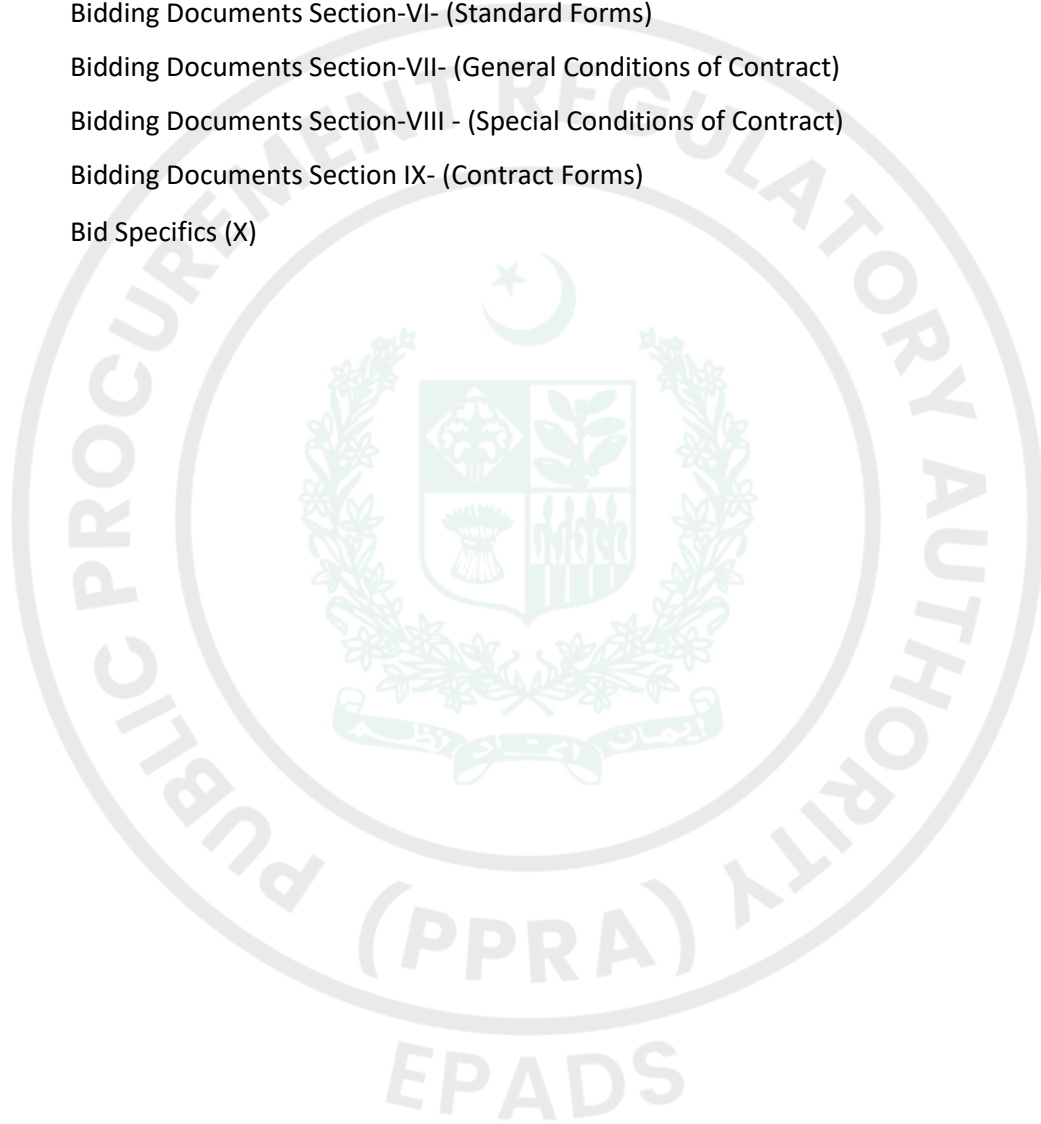 Bidding Documents Section-VI- (Standard Forms)
Bidding Documents Section-VII- (General Conditions of Contract)
Bidding Documents Section-VIII - (Special Conditions of Contract)
Bidding Documents Section IX- (Contract Forms)
Bid Specifics (X)
PUBLIC PROCUREMENT REGULATORY AUTHORITY
(PPRA)
EPADS